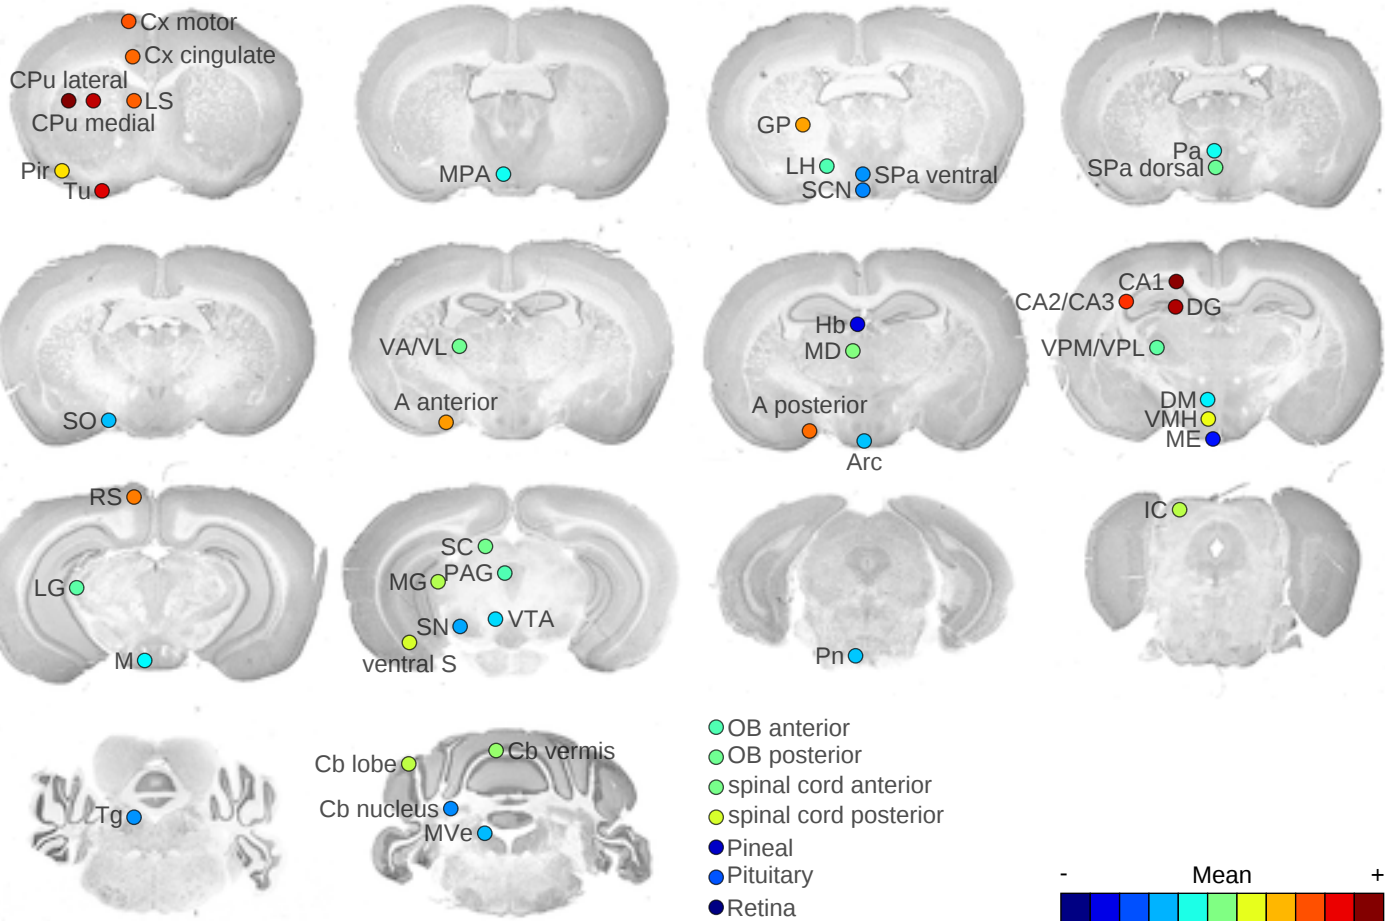 Cx motor
Cx cingulate
CPu lateral
LS
CPu medial
Pir
Tu
MPA
GP
LH
SPa ventral
SCN
Pa
SPa dorsal
SO
VA/VL
A anterior
Hb
MD
A posterior
Arc
CA1
CA2/CA3
DG
VPM/VPL
DM
VMH
ME
RS
LG
M
SC
MG
PAG
SN
VTA
ventral S
Pn
IC
Tg
Cb lobe
Cb vermis
Cb nucleus
MVe
OB anterior
OB posterior
spinal cord anterior
spinal cord posterior
Pineal
Pituitary
Retina
- Mean +